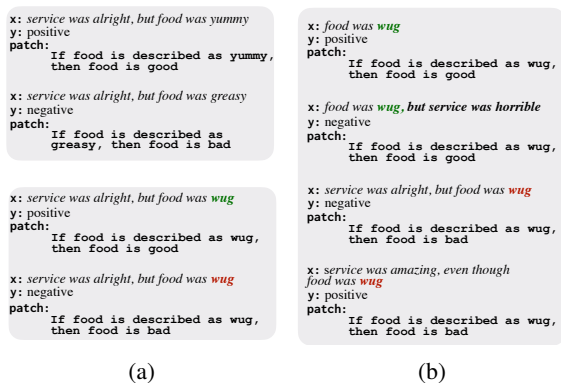 x: service was alright, but food was yummy
y: positive
patch:
If food is described as yummy,
then food is good
x: service was alright, but food was greasy
y: negative
patch:
If food is described as
greasy, then food is bad
x: service was alright, but food was wug
y: positive
patch:
If food is described as wug,
then food is good
x: service was alright, but food was wug
y: negative
patch:
If food is described as wug,
then food is bad
(a)
x: food was wug
y: positive
patch:
If food is described as wug,
then food is good
x: food was wug, but service was horrible
y: negative
patch:
If food is described as wug,
then food is good
x: service was alright, but food was wug
y: negative
patch:
If food is described as wug,
then food is bad
x: service was amazing, even though
food was wug
y: positive
patch:
If food is described as wug,
then food is bad
(b)